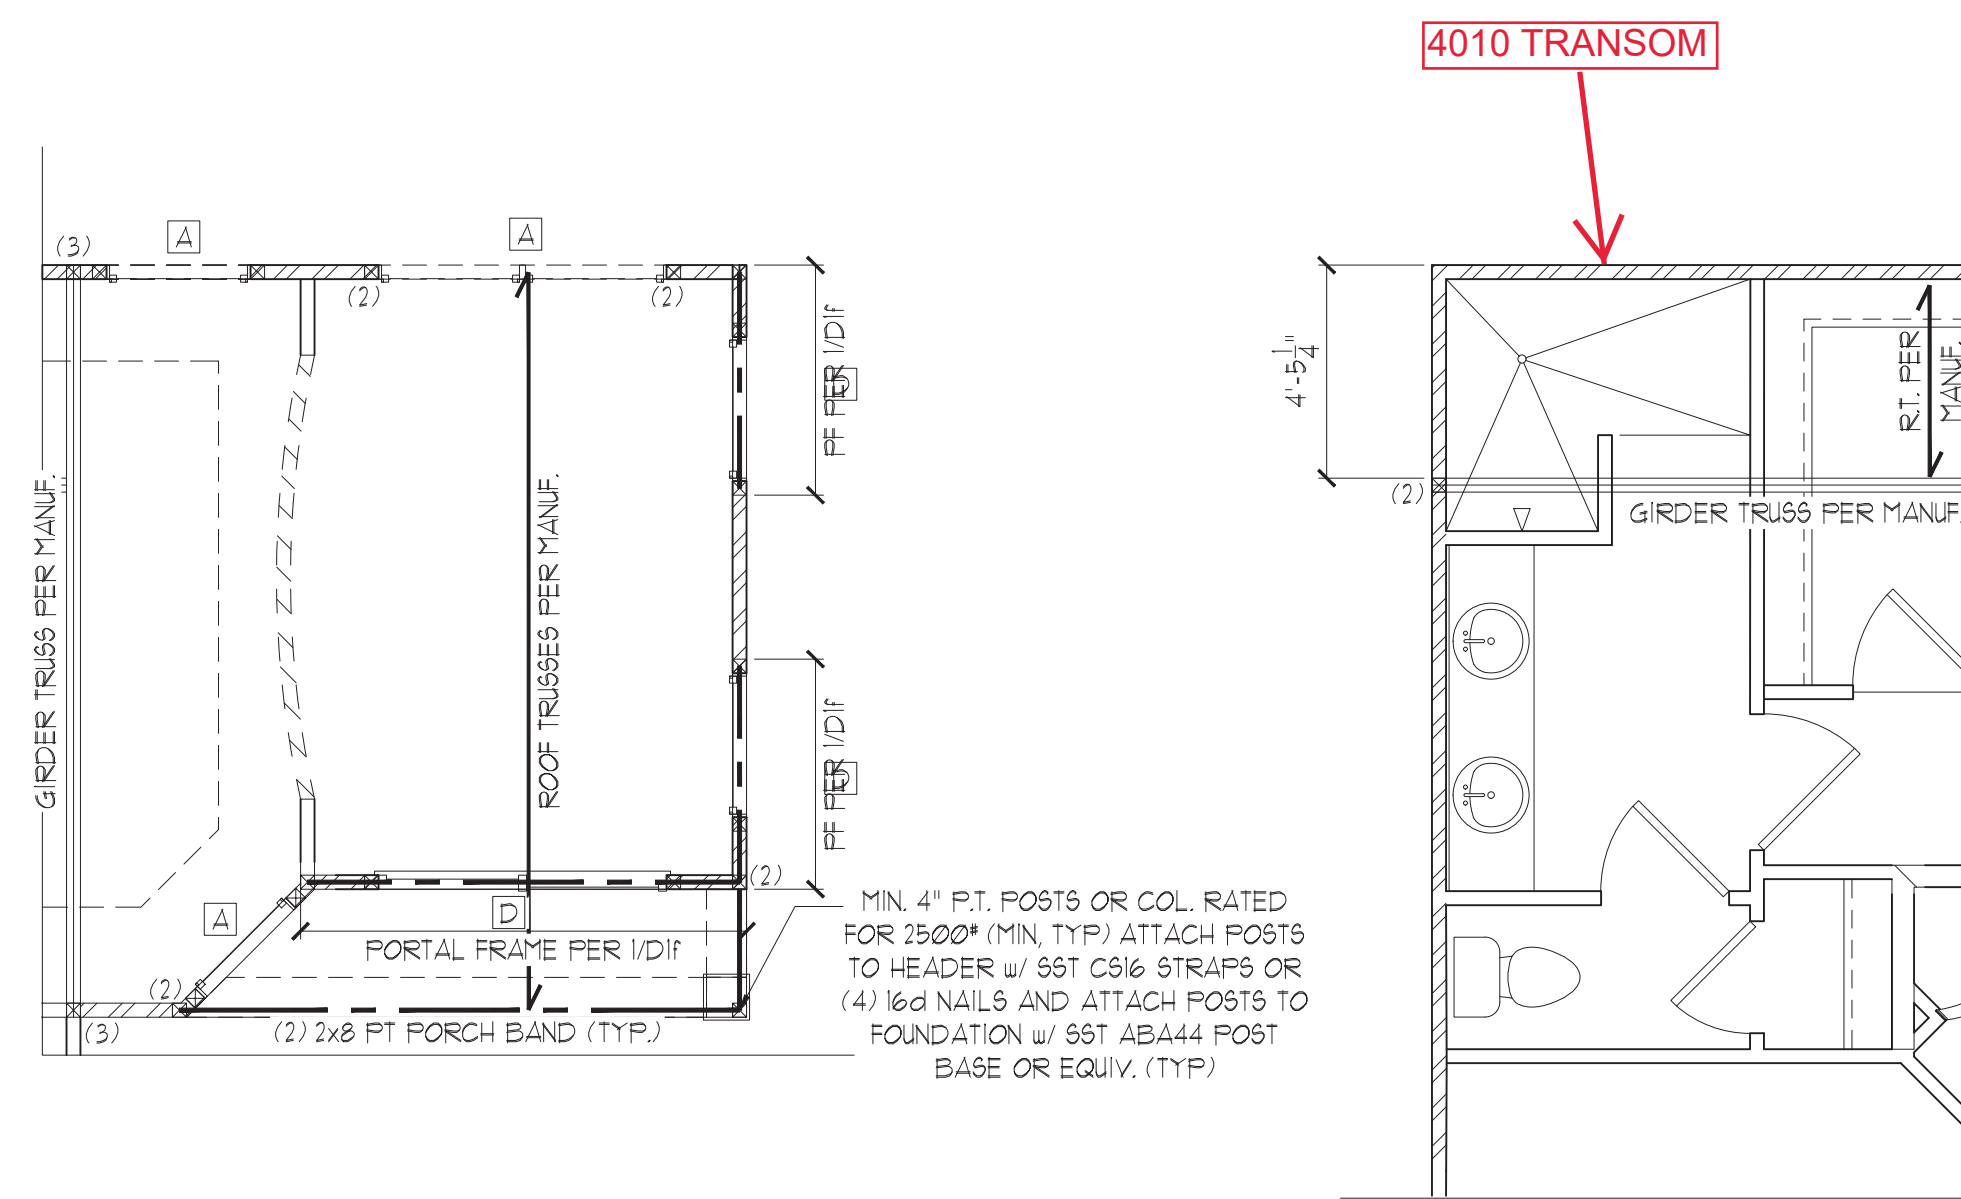 4010 TRANSOM
A
A
(3)
(2)
(2)
PF PER 1/D1f
D
4'-5 1/4"
R.T. PER
MANUF.
GIRDER TRUSS PER MANUF.
ROOF TRUSSES PER MANUF.
(2)
GIRDER TRUSS PER MANUF.
PF PER 1/D1f
D
(2)
A
D
PORTAL FRAME PER 1/D1f
(2)
(3)
(2) 2x8 PT PORCH BAND (TYP.)
MIN. 4" P.T. POSTS OR COL. RATED
FOR 2500# (MIN, TYP) ATTACH POSTS
TO HEADER w/ SST CS16 STRAPS OR
(4) 16d NAILS AND ATTACH POSTS TO
FOUNDATION w/ SST ABA44 POST
BASE OR EQUIV. (TYP)